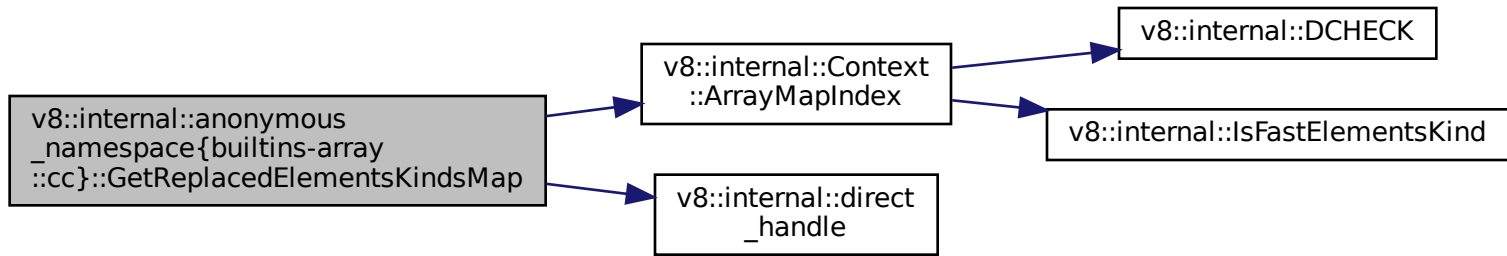 v8::internal::anonymous
_namespace{builtins-array
::cc}::GetReplacedElementsKindsMap
v8::internal::Context
::ArrayMapIndex
v8::internal::DCHECK
v8::internal::IsFastElementsKind
v8::internal::direct
_handle